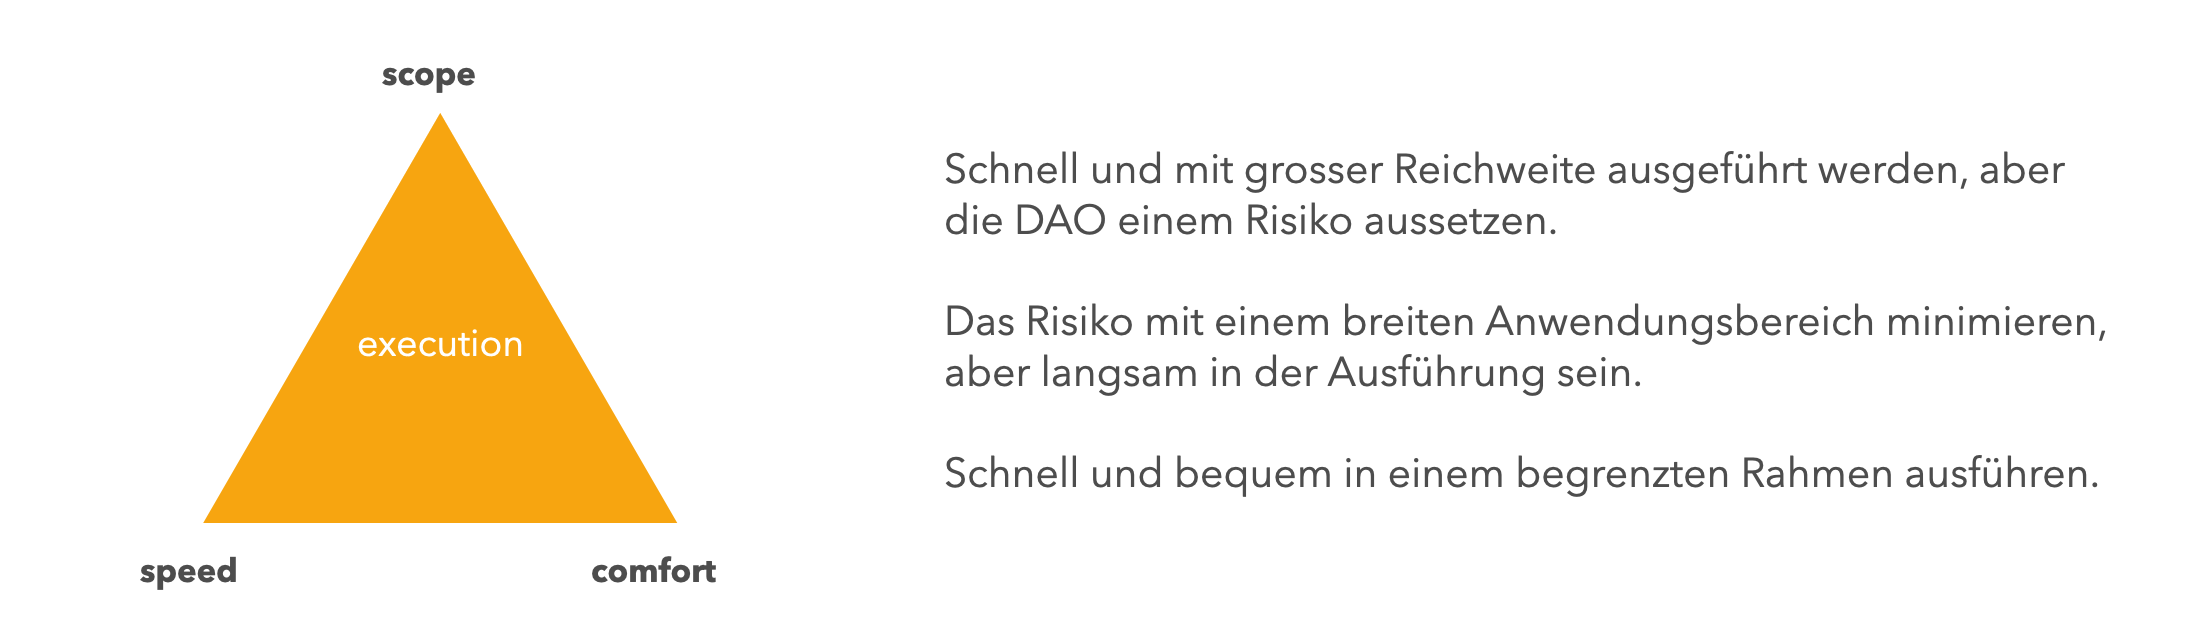 scope
execution
speed
comfort
Schnell und mit grosser Reichweite ausgeführt werden, aber
die DAO einem Risiko aussetzen.
Das Risiko mit einem breiten Anwendungsbereich minimieren,
aber langsam in der Ausführung sein.
Schnell und bequem in einem begrenzten Rahmen ausführen.